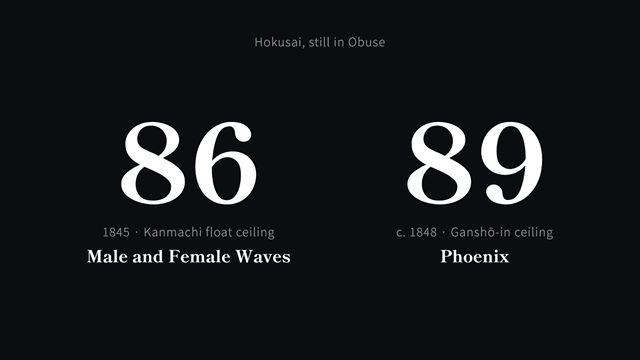 Hokusai, still in Obuse
86
1845 · Kanmachi float ceiling
Male and Female Waves
89
c. 1848 · Ganshō-in ceiling
Phoenix